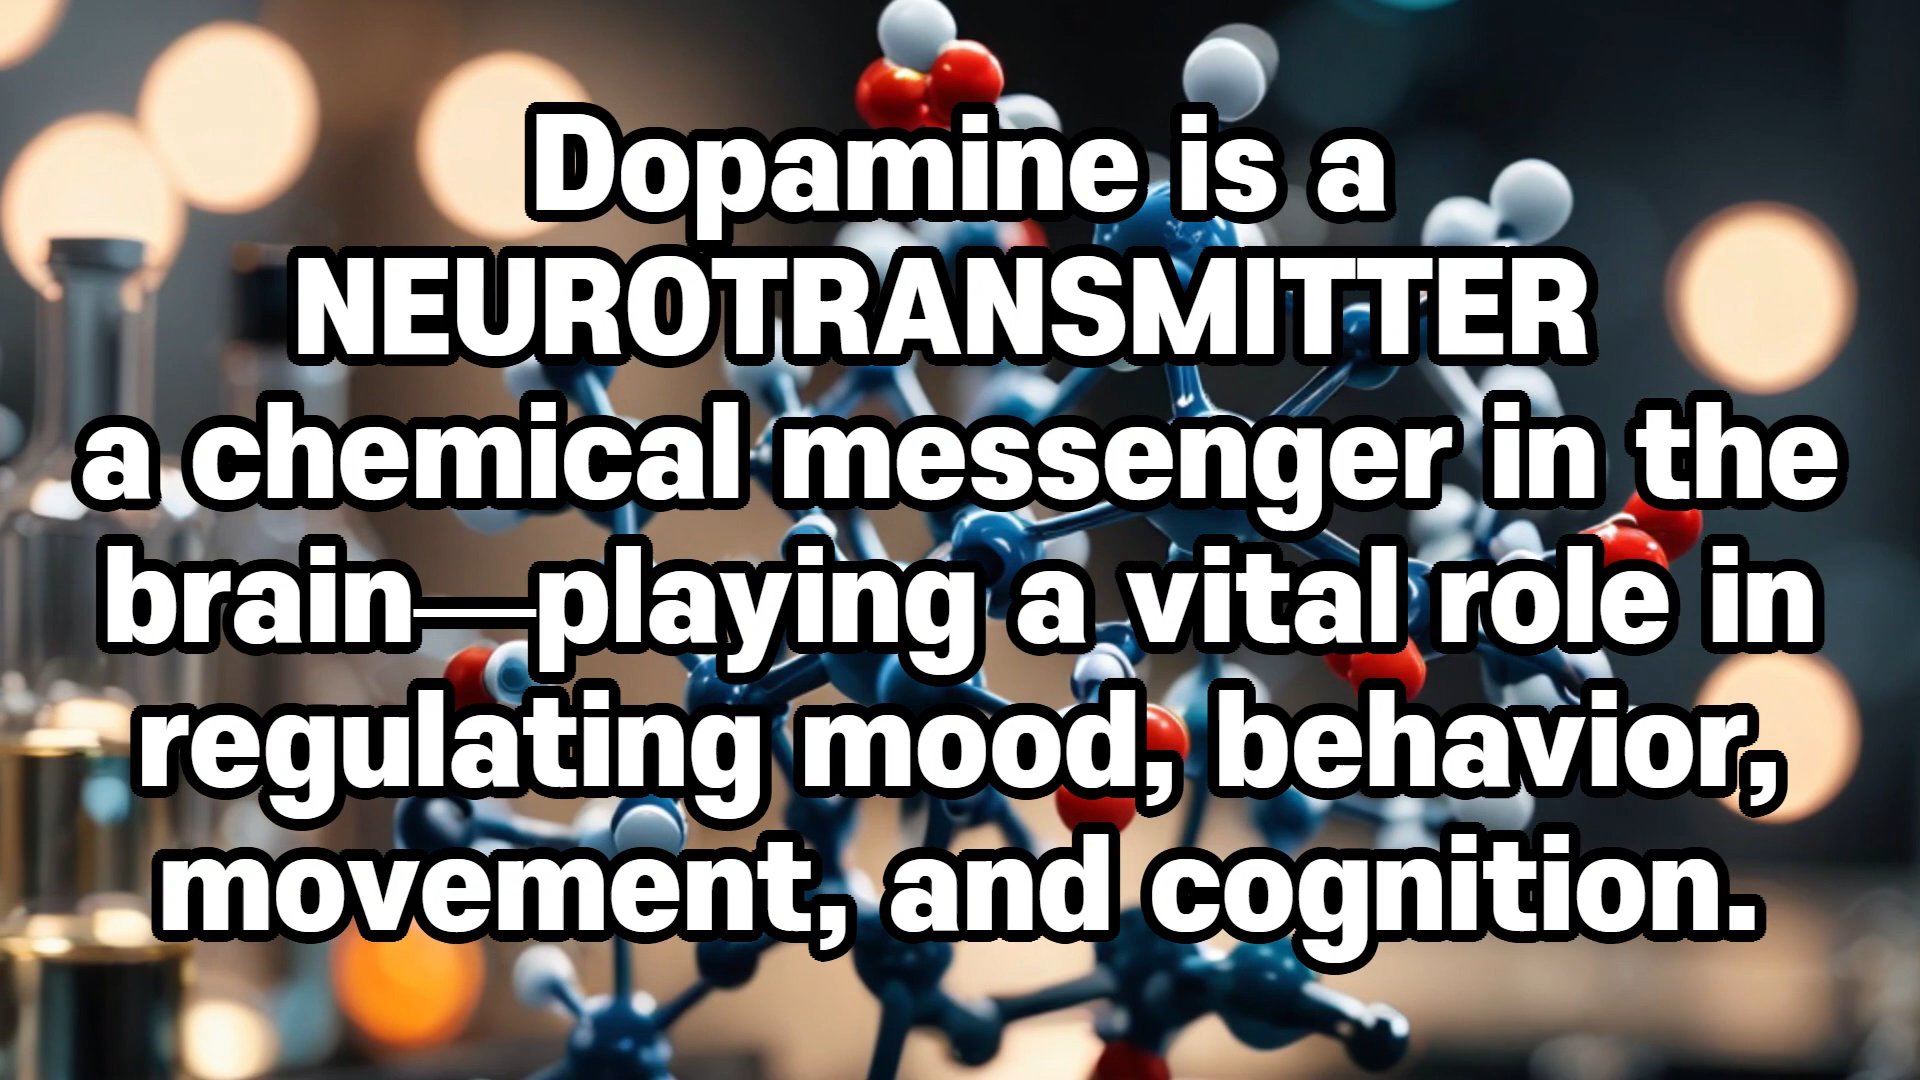 Dopamine is a
NEUROTRANSMITTER
a chemical messenger in the
brain—playing a vital role in
regulating mood, behavior,
movement, and cognition.